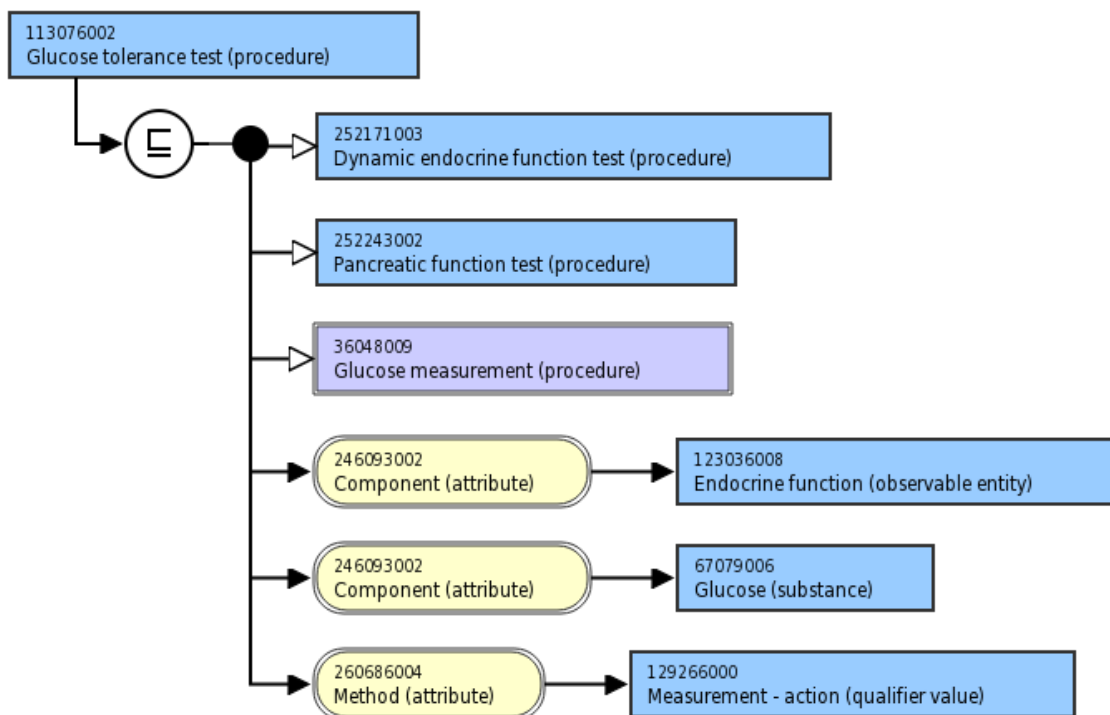 113076002
Glucose tolerance test (procedure)
⊑
252171003
Dynamic endocrine function test (procedure)
252243002
Pancreatic function test (procedure)
36048009
Glucose measurement (procedure)
246093002
Component (attribute)
123036008
Endocrine function (observable entity)
246093002
Component (attribute)
67079006
Glucose (substance)
260686004
Method (attribute)
129266000
Measurement - action (qualifier value)